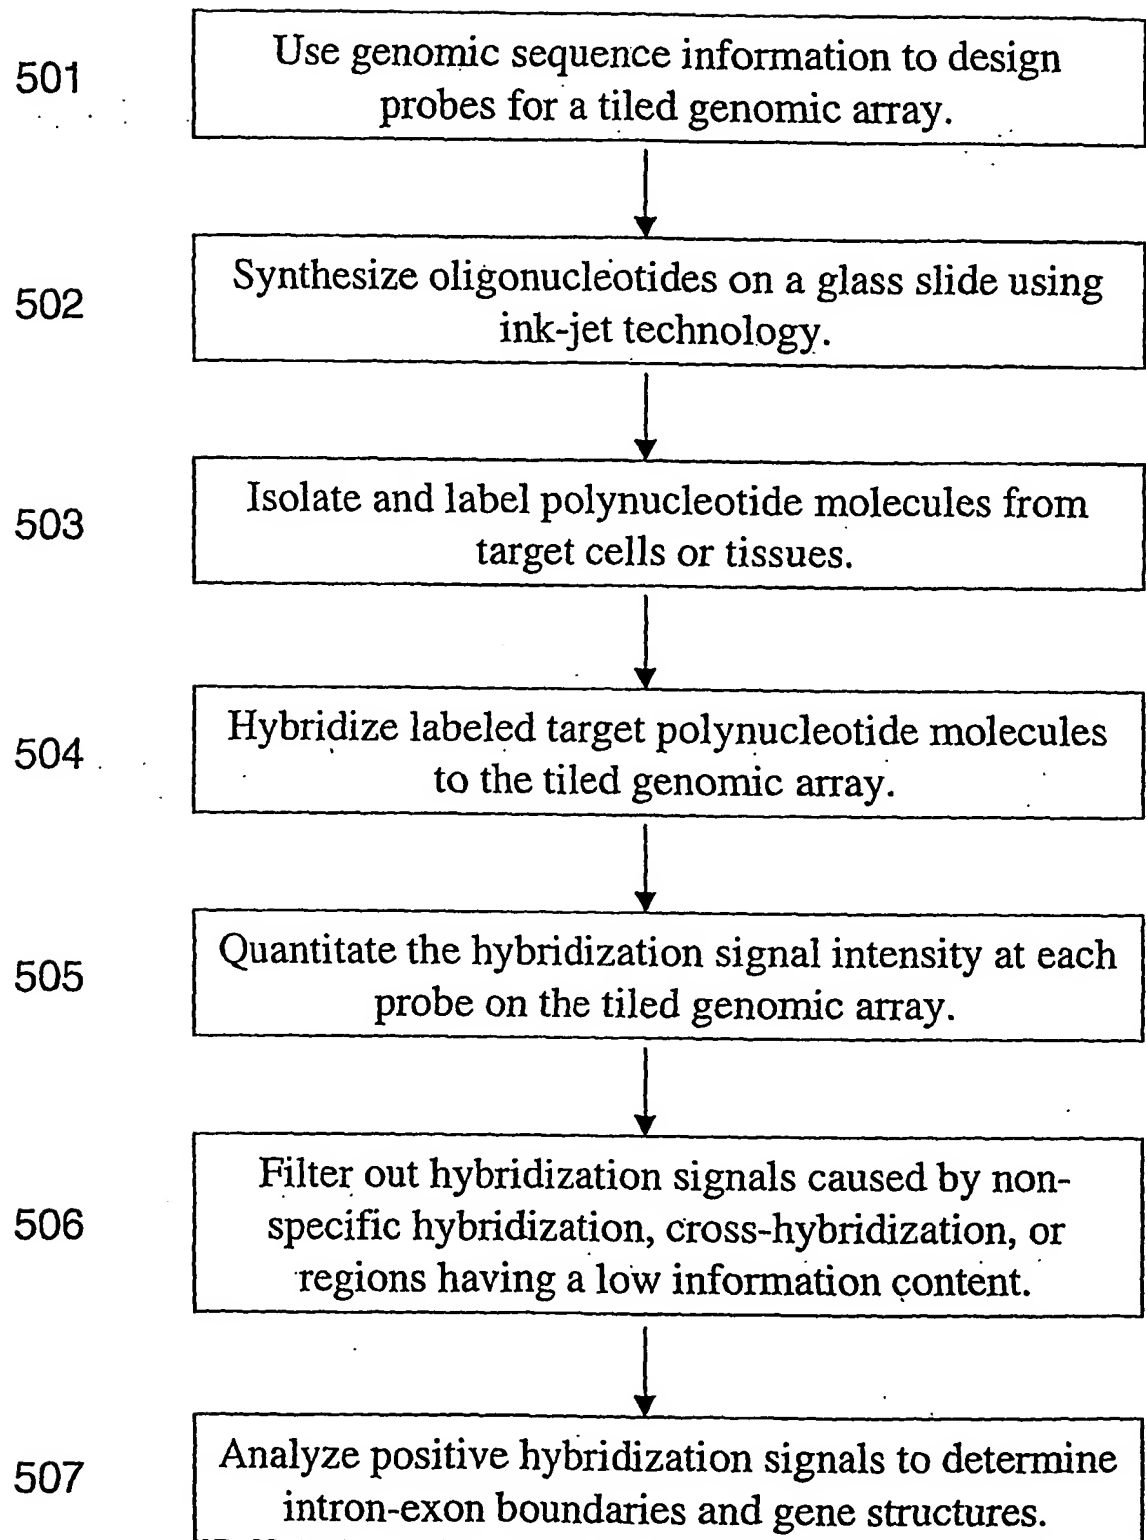 501
Use genomic sequence information to design
probes for a tiled genomic array.
502
Synthesize oligonucleotides on a glass slide using
ink-jet technology.
503
Isolate and label polynucleotide molecules from
target cells or tissues.
504
Hybridize labeled target polynucleotide molecules
to the tiled genomic array.
505
Quantitate the hybridization signal intensity at each
probe on the tiled genomic array.
506
Filter out hybridization signals caused by non-
specific hybridization, cross-hybridization, or
regions having a low information content.
507
Analyze positive hybridization signals to determine
intron-exon boundaries and gene structures.